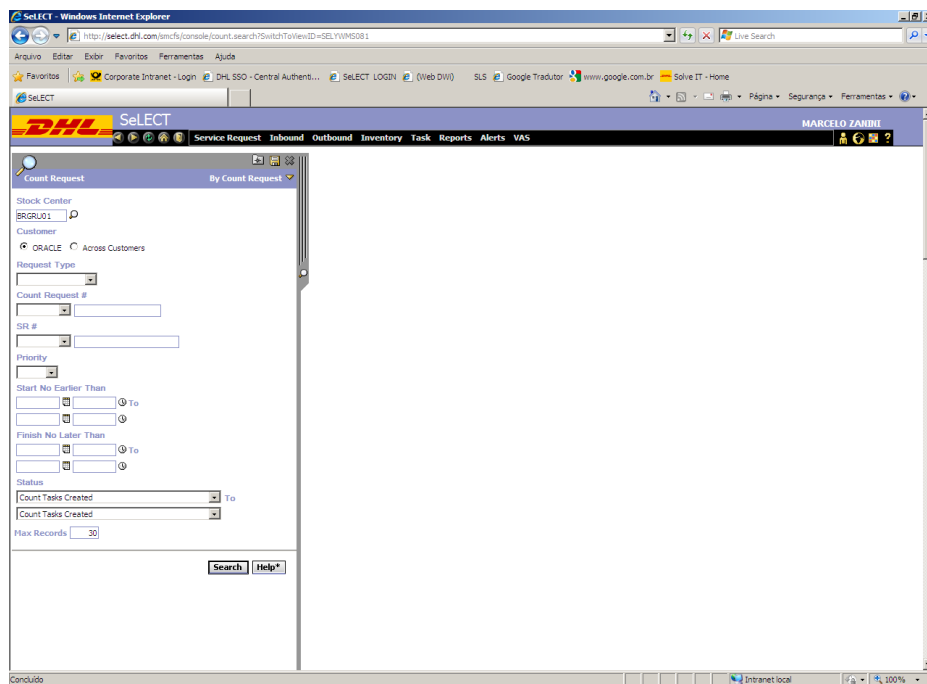 SeLECT - Windows Internet Explorer
http://select.dhl.com/smcfs/console/count.search?SwitchToViewID=SELYWMS081
Live Search
Arquivo Editar Exibir Favoritos Ferramentas Ajuda
Favoritos Corporate Intranet - Login DHL SSO - Central Authenti... SeLECT LOGIN (Web DWI) SLS Google Tradutor www.google.com.br Solve IT - Home
SeLECT
Página Segurança Ferramentas
DHL SeLECT
MARCELO ZANINI
Service Request Inbound Outbound Inventory Task Reports Alerts VAS
Count Request By Count Request
Stock Center
BRGRU01
Customer
ORACLE Across Customers
Request Type
Count Request #
SR #
Priority
Start No Earlier Than
To
Finish No Later Than
To
Status
Count Tasks Created To
Count Tasks Created
Max Records 30
Search Help*
Concluído
Intranet local
100%